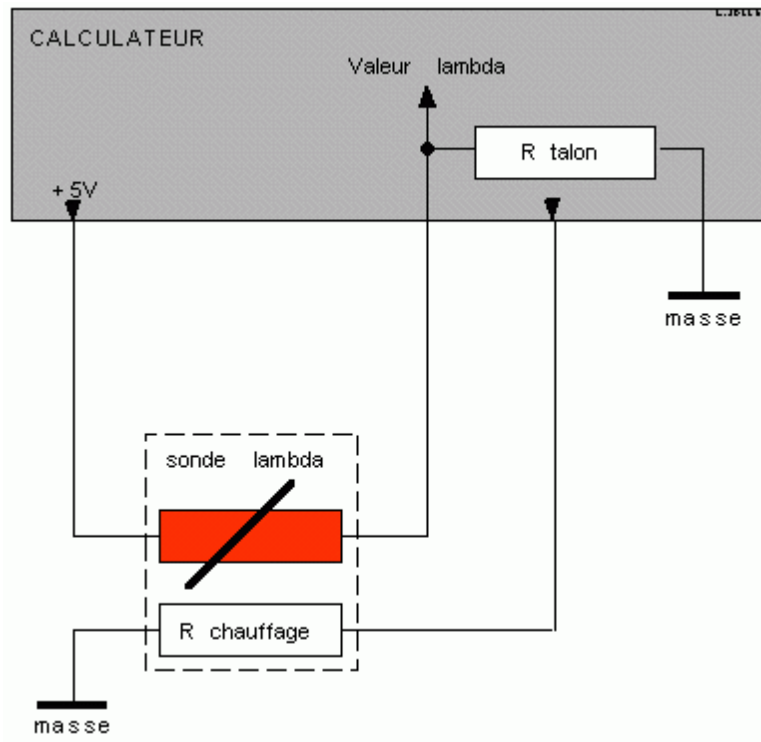 CALCULATEUR
Valeur lambda
R talon
+ 5V
masse
sonde lambda
R chauffage
masse